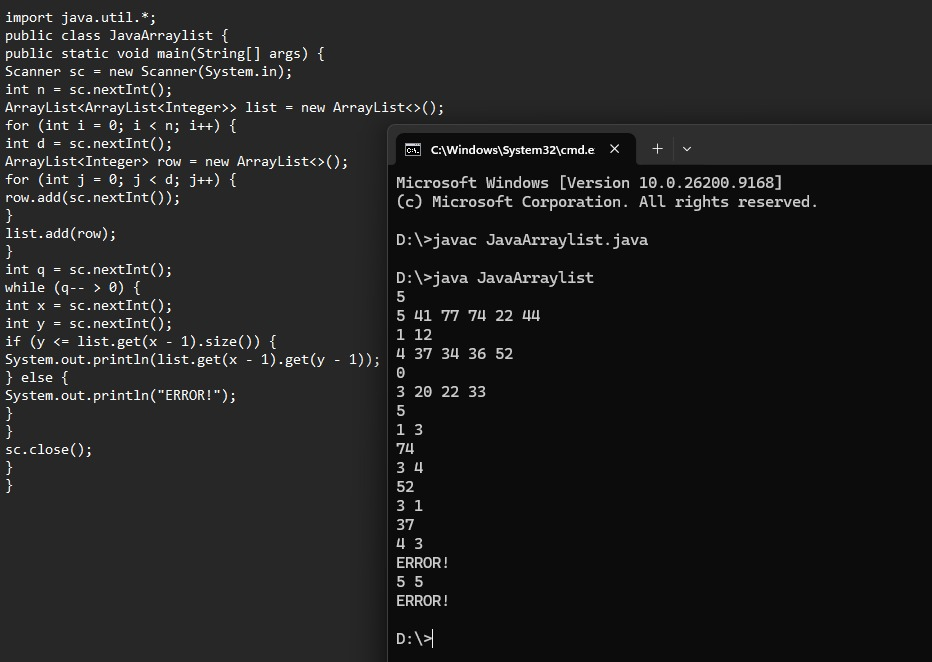 import java.util.*;
public class JavaArraylist {
public static void main(String[] args) {
Scanner sc = new Scanner(System.in);
int n = sc.nextInt();
ArrayList<ArrayList<Integer>> list = new ArrayList<>();
for (int i = 0; i < n; i++) {
int d = sc.nextInt();
ArrayList<Integer> row = new ArrayList<>();
for (int j = 0; j < d; j++) {
row.add(sc.nextInt());
}
list.add(row);
}
int q = sc.nextInt();
while (q-- > 0) {
int x = sc.nextInt();
int y = sc.nextInt();
if (y <= list.get(x - 1).size()) {
System.out.println(list.get(x - 1).get(y - 1));
} else {
System.out.println("ERROR!");
}
}
sc.close();
}
}
C:\Windows\System32\cmd.e
Microsoft Windows [Version 10.0.26200.9168]
(c) Microsoft Corporation. All rights reserved.
D:\>javac JavaArraylist.java
D:\>java JavaArraylist
5
5 41 77 74 22 44
1 12
4 37 34 36 52
0
3 20 22 33
5
1 3
74
3 4
52
3 1
37
4 3
ERROR!
5 5
ERROR!
D:\>